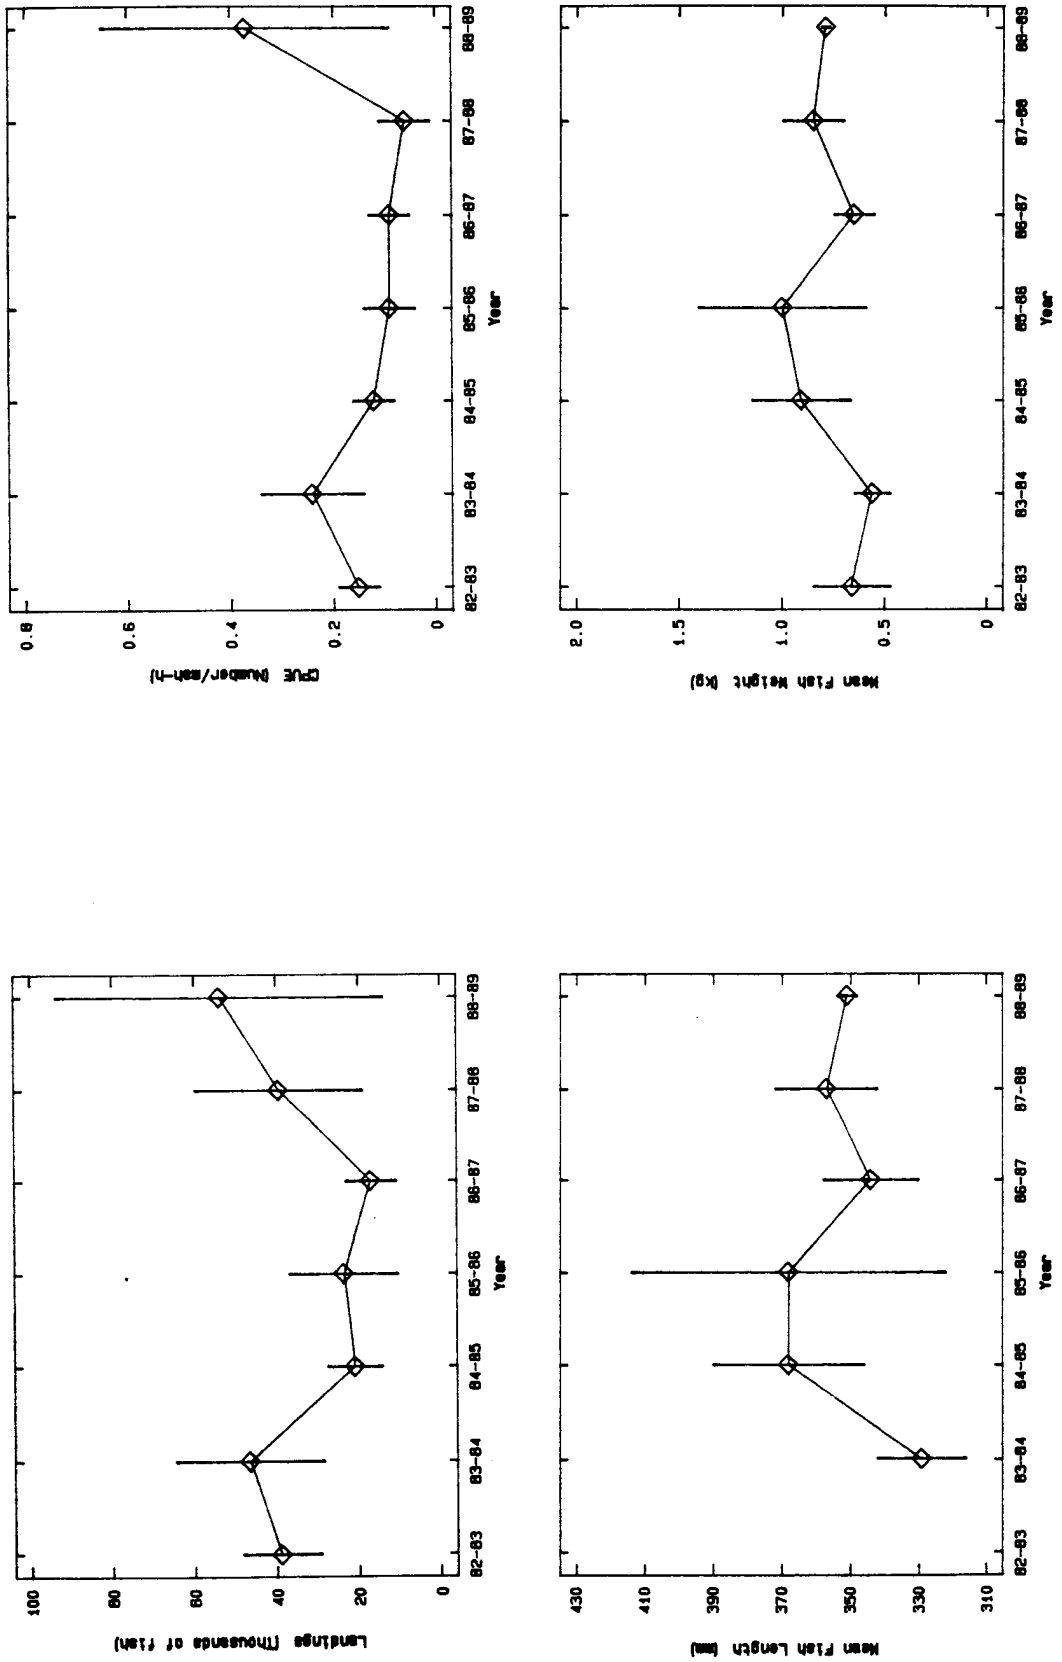 Landings (Thousands of fish)
100
80
60
40
20
0
82-83 83-84 84-85 85-86 86-87 87-88 88-89
Year
CPUE (Number/man-h)
0.8
0.6
0.4
0.2
0
82-83 83-84 84-85 85-86 86-87 87-88 88-89
Year
Mean Fish Length (mm)
430
410
390
370
350
330
310
82-83 83-84 84-85 85-86 86-87 87-88 88-89
Year
Mean Fish Weight (kg)
2.0
1.5
1.0
0.5
0
82-83 83-84 84-85 85-86 86-87 87-88 88-89
Year